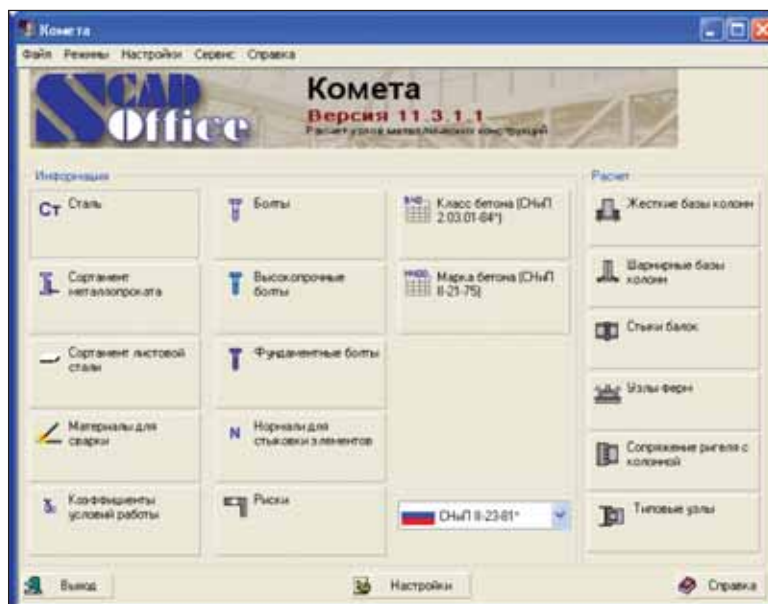 Комета
Файл Режимы Настройки Сервис Справка
SCAD Office
Комета
Версия 11.3.1.1
Расчет узлов металлических конструкций
Информация
Расчет
Ст Сталь
Болты
Класс бетона (СНиП 2.03.01-84*)
Жесткие базы колонн
Сортамент металлопроката
Высокопрочные болты
Марка бетона (СНиП II-21-75)
Шарнирные базы колонн
Стыки балок
Сортамент листовой стали
Фундаментные болты
Узлы ферм
Материалы для сварки
N Нормали для стыковки элементов
Сопряжение ригеля с колонной
Коэффициенты условий работы
Риски
СНиП II-23-81*
Типовые узлы
Выход
Настройки
Справка